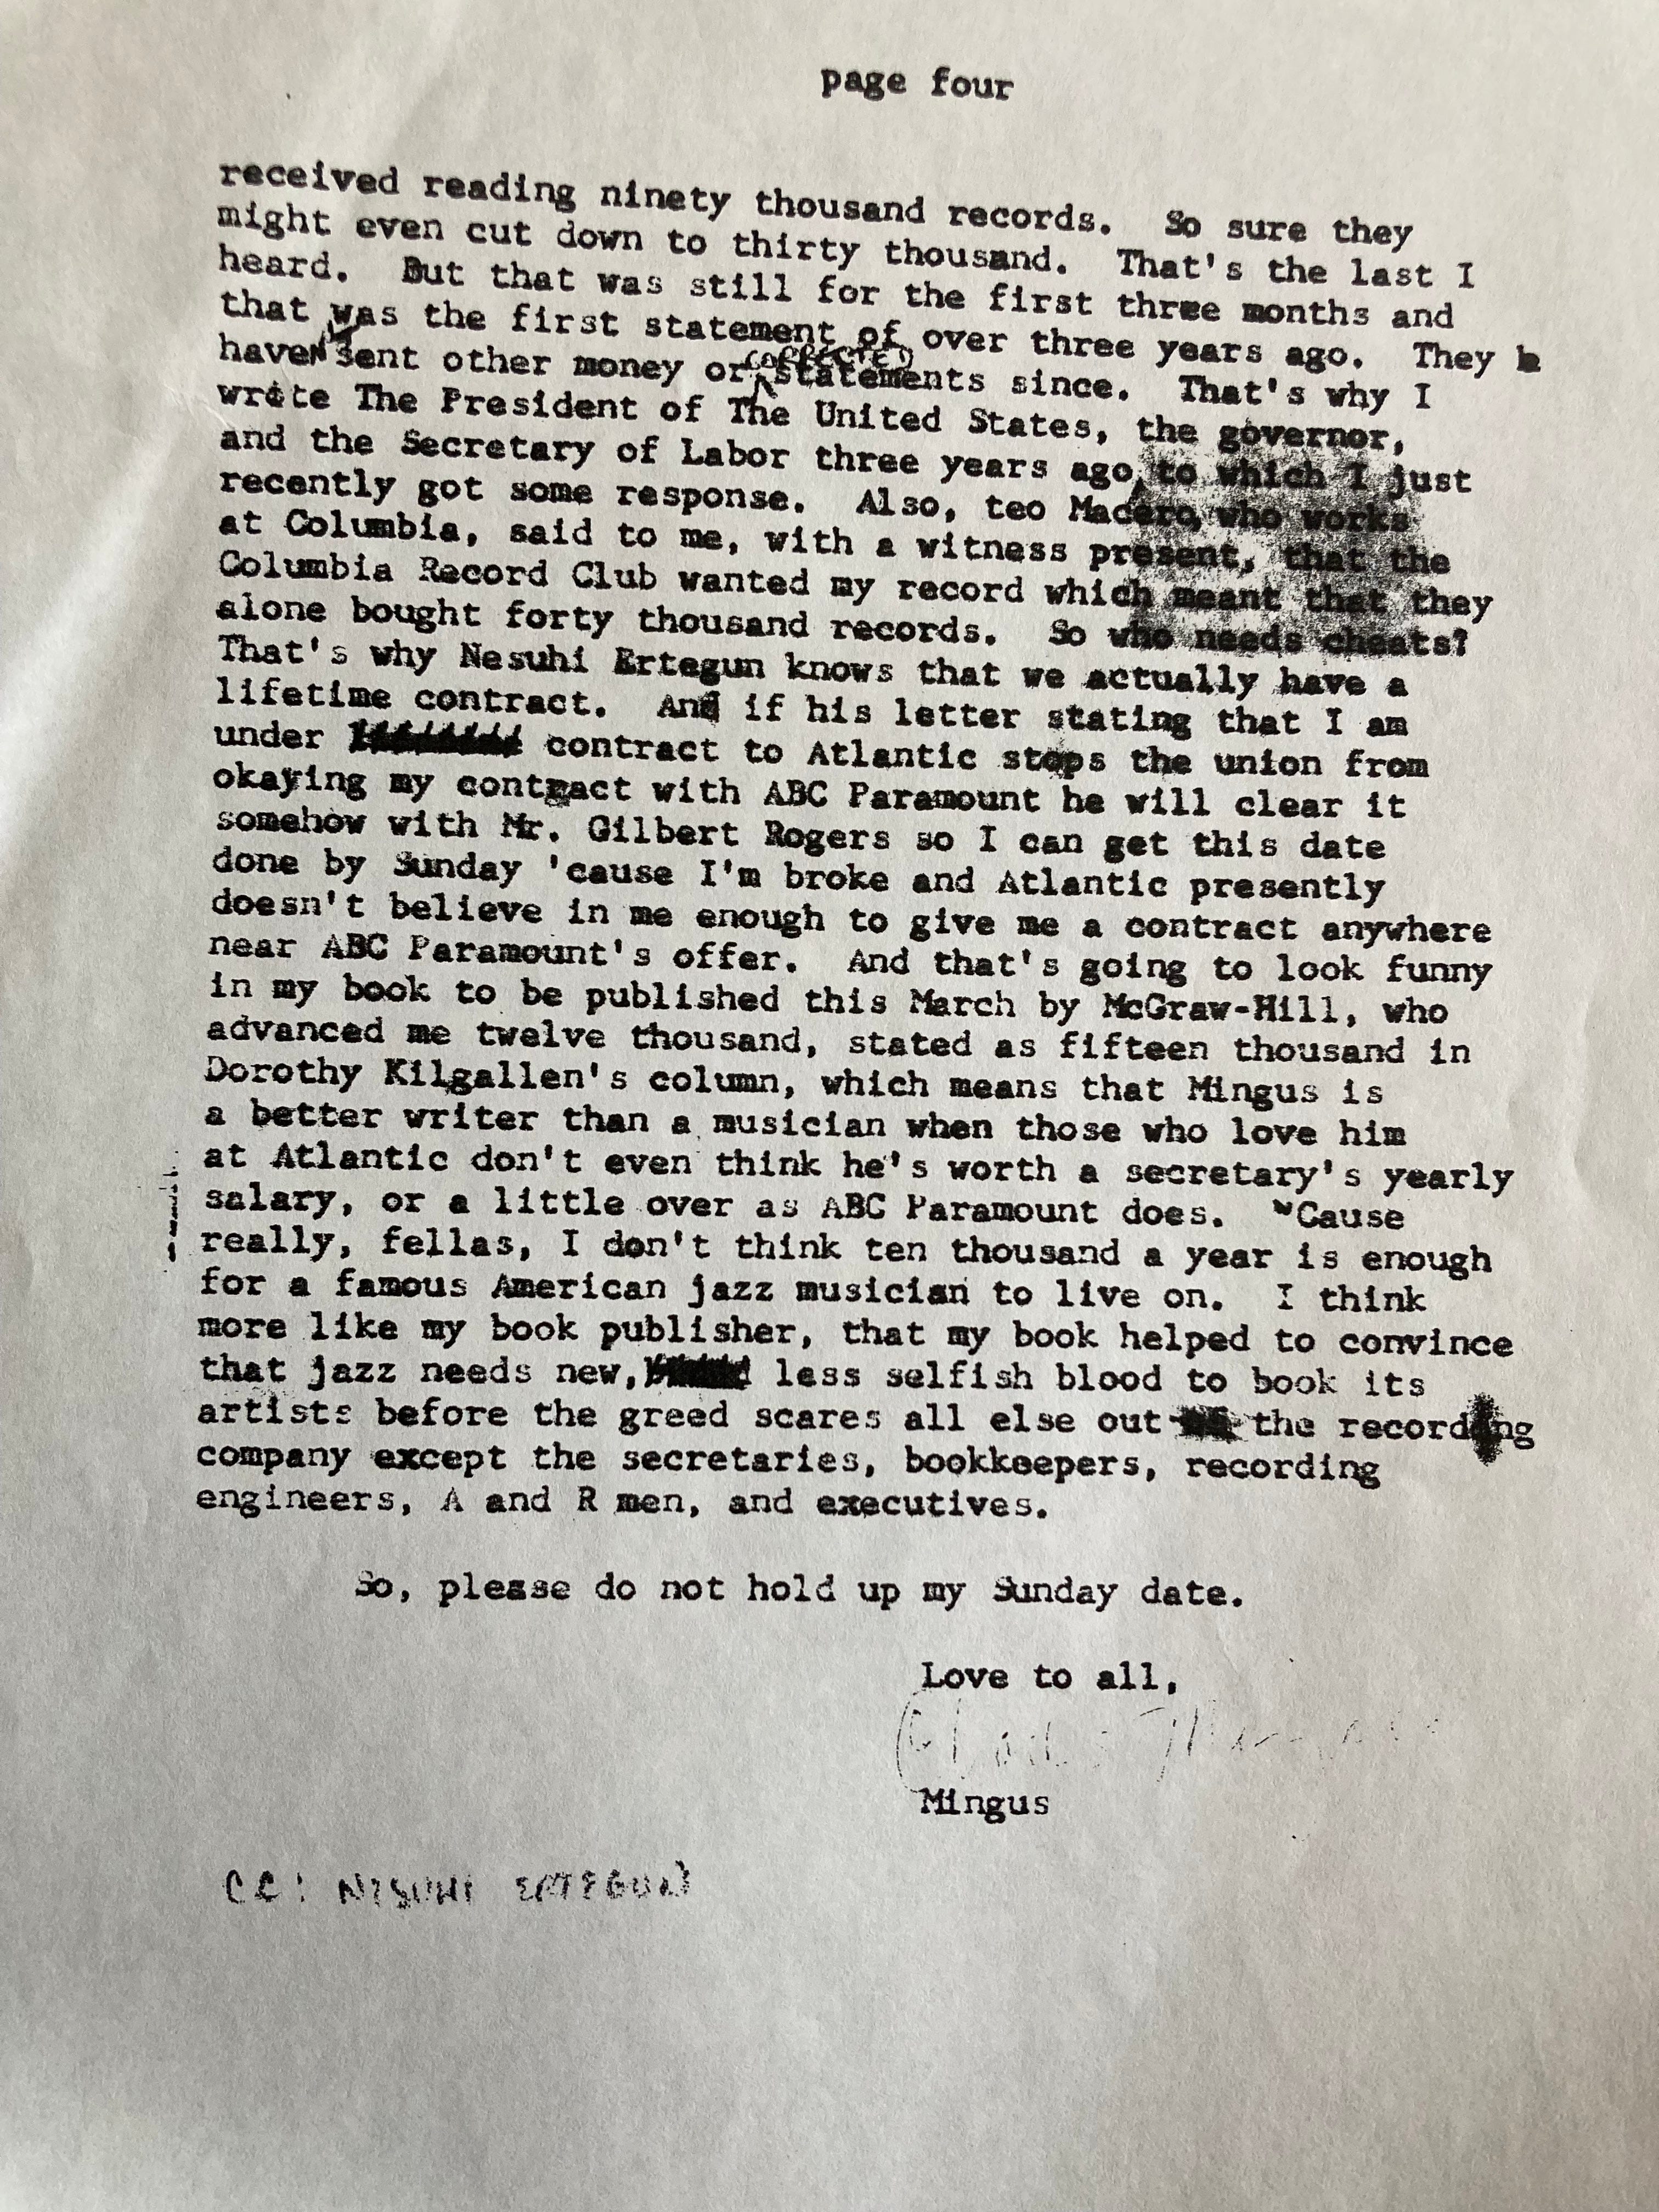 page four
received reading ninety thousand records. So sure they
might even cut down to thirty thousand. That's the last I
heard. But that was still for the first three months and
that was the first statement of over three years ago. They
haven't sent other money or corrected statements since. That's why I
wrote The President of The United States, the governor,
and the Secretary of Labor three years ago, to which I just
recently got some response. Also, teo Macero, who works
at Columbia, said to me, with a witness present, that the
Columbia Record Club wanted my record which meant that they
alone bought forty thousand records. So who needs cheats?
That's why Nesuhi Ertegun knows that we actually have a
lifetime contract. And if his letter stating that I am
under contract to Atlantic stops the union from
okaying my contract with ABC Paramount he will clear it
somehow with Mr. Gilbert Rogers so I can get this date
done by Sunday 'cause I'm broke and Atlantic presently
doesn't believe in me enough to give me a contract anywhere
near ABC Paramount's offer. And that's going to look funny
in my book to be published this March by McGraw-Hill, who
advanced me twelve thousand, stated as fifteen thousand in
Dorothy Kilgallen's column, which means that Mingus is
a better writer than a musician when those who love him
at Atlantic don't even think he's worth a secretary's yearly
salary, or a little over as ABC Paramount does. "Cause
really, fellas, I don't think ten thousand a year is enough
for a famous American jazz musician to live on. I think
more like my book publisher, that my book helped to convince
that jazz needs new, less selfish blood to book its
artists before the greed scares all else out the recording
company except the secretaries, bookkeepers, recording
engineers, A and R men, and executives.
So, please do not hold up my Sunday date.
Love to all,
Charles Mingus
Mingus
CC: NISUHI ERTEGUN